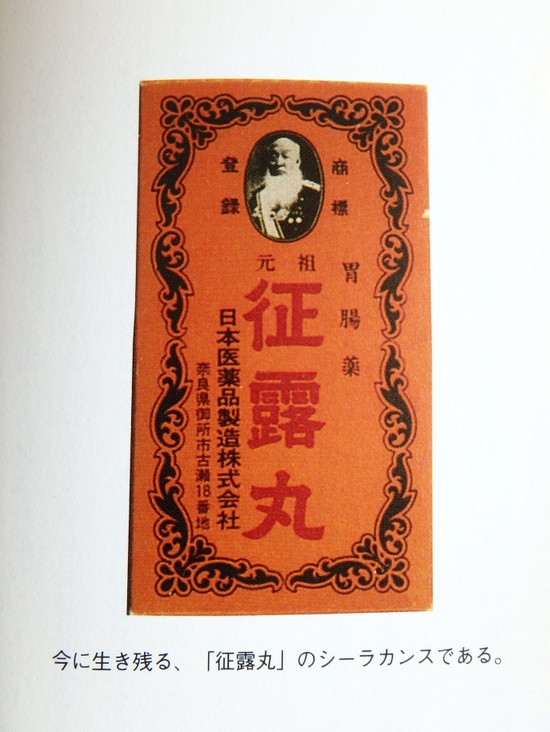 商標
登録
元祖
胃腸薬
征露丸
日本医薬品製造株式会社
奈良県御所市古瀬18番地
今に生き残る、「征露丸」のシーラカンスである。